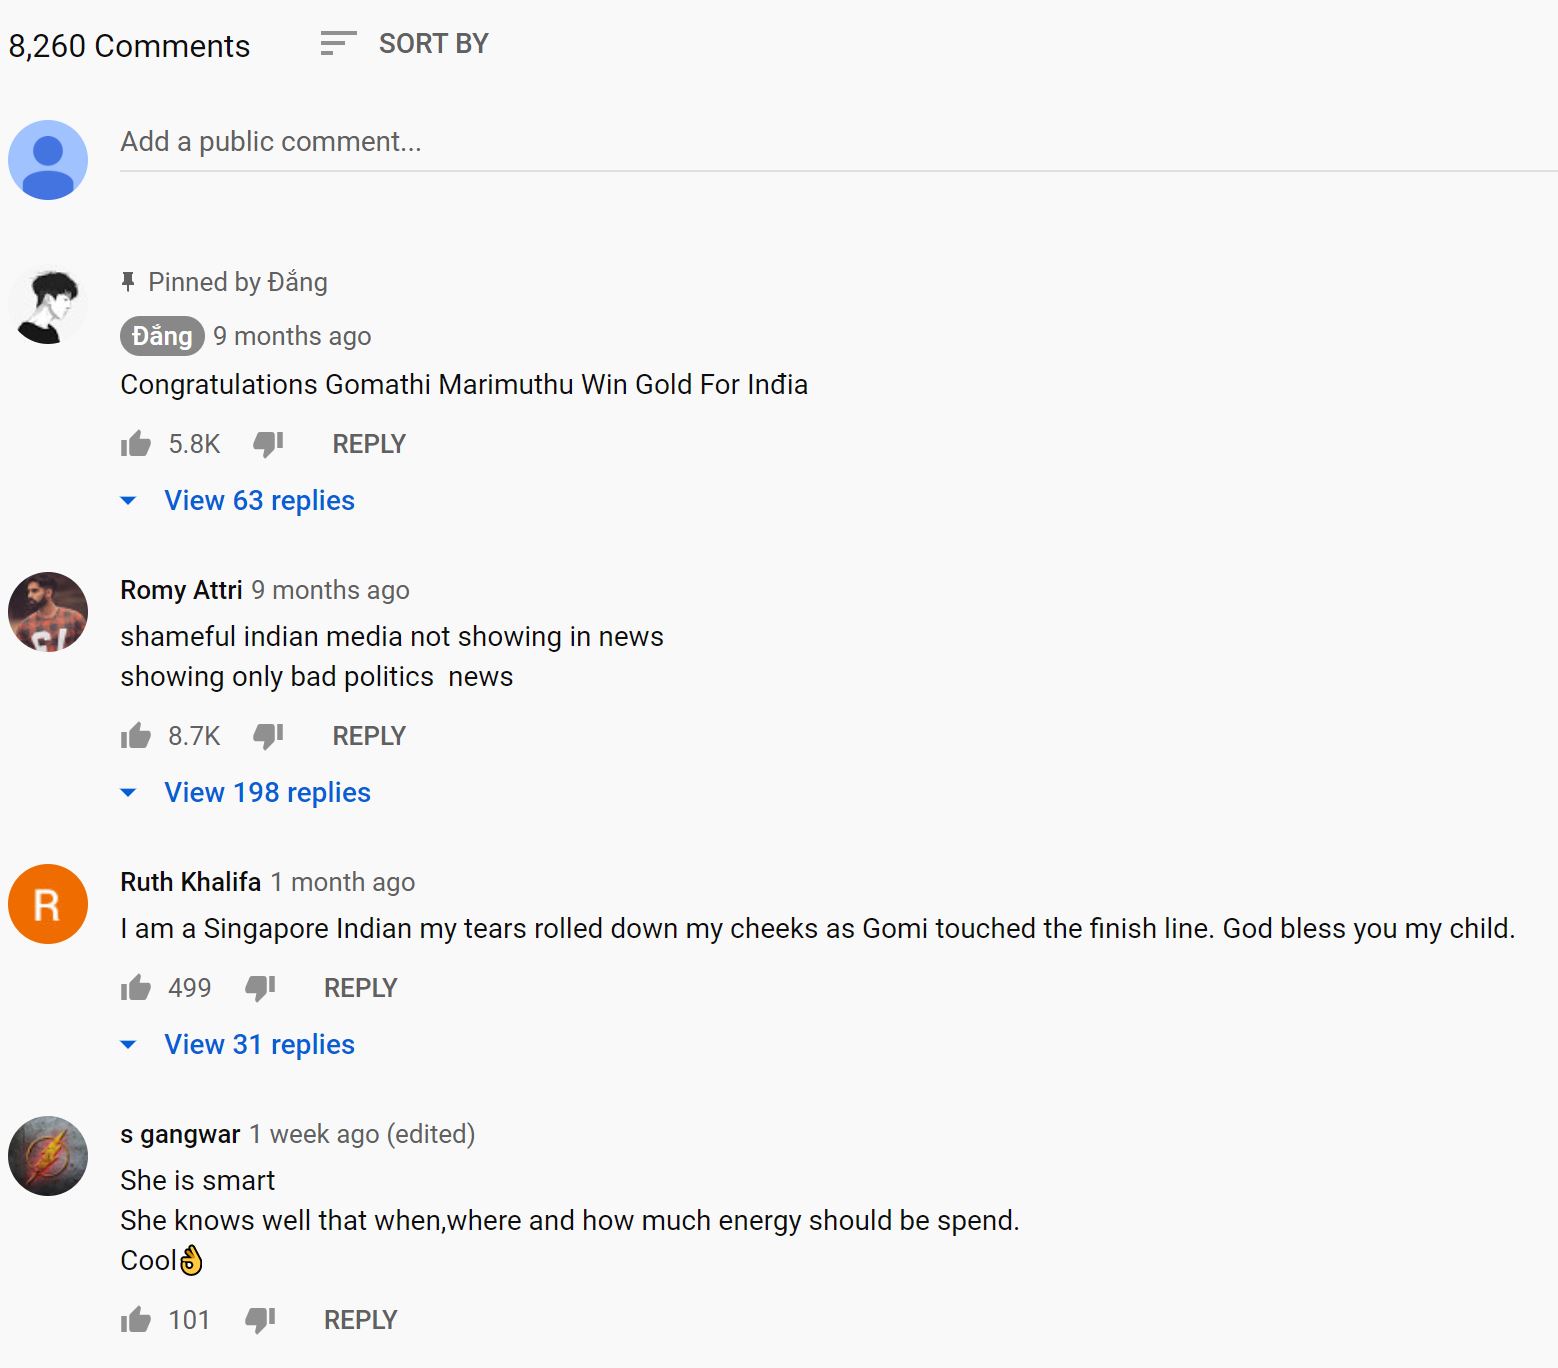 8,260 Comments SORT BY
Add a public comment...
Pinned by Đắng
Đắng 9 months ago
Congratulations Gomathi Marimuthu Win Gold For Inđia
5.8K REPLY
View 63 replies
Romy Attri 9 months ago
shameful indian media not showing in news
showing only bad politics  news
8.7K REPLY
View 198 replies
R
Ruth Khalifa 1 month ago
I am a Singapore Indian my tears rolled down my cheeks as Gomi touched the finish line. God bless you my child.
499 REPLY
View 31 replies
s gangwar 1 week ago (edited)
She is smart
She knows well that when,where and how much energy should be spend.
Cool👌
101 REPLY